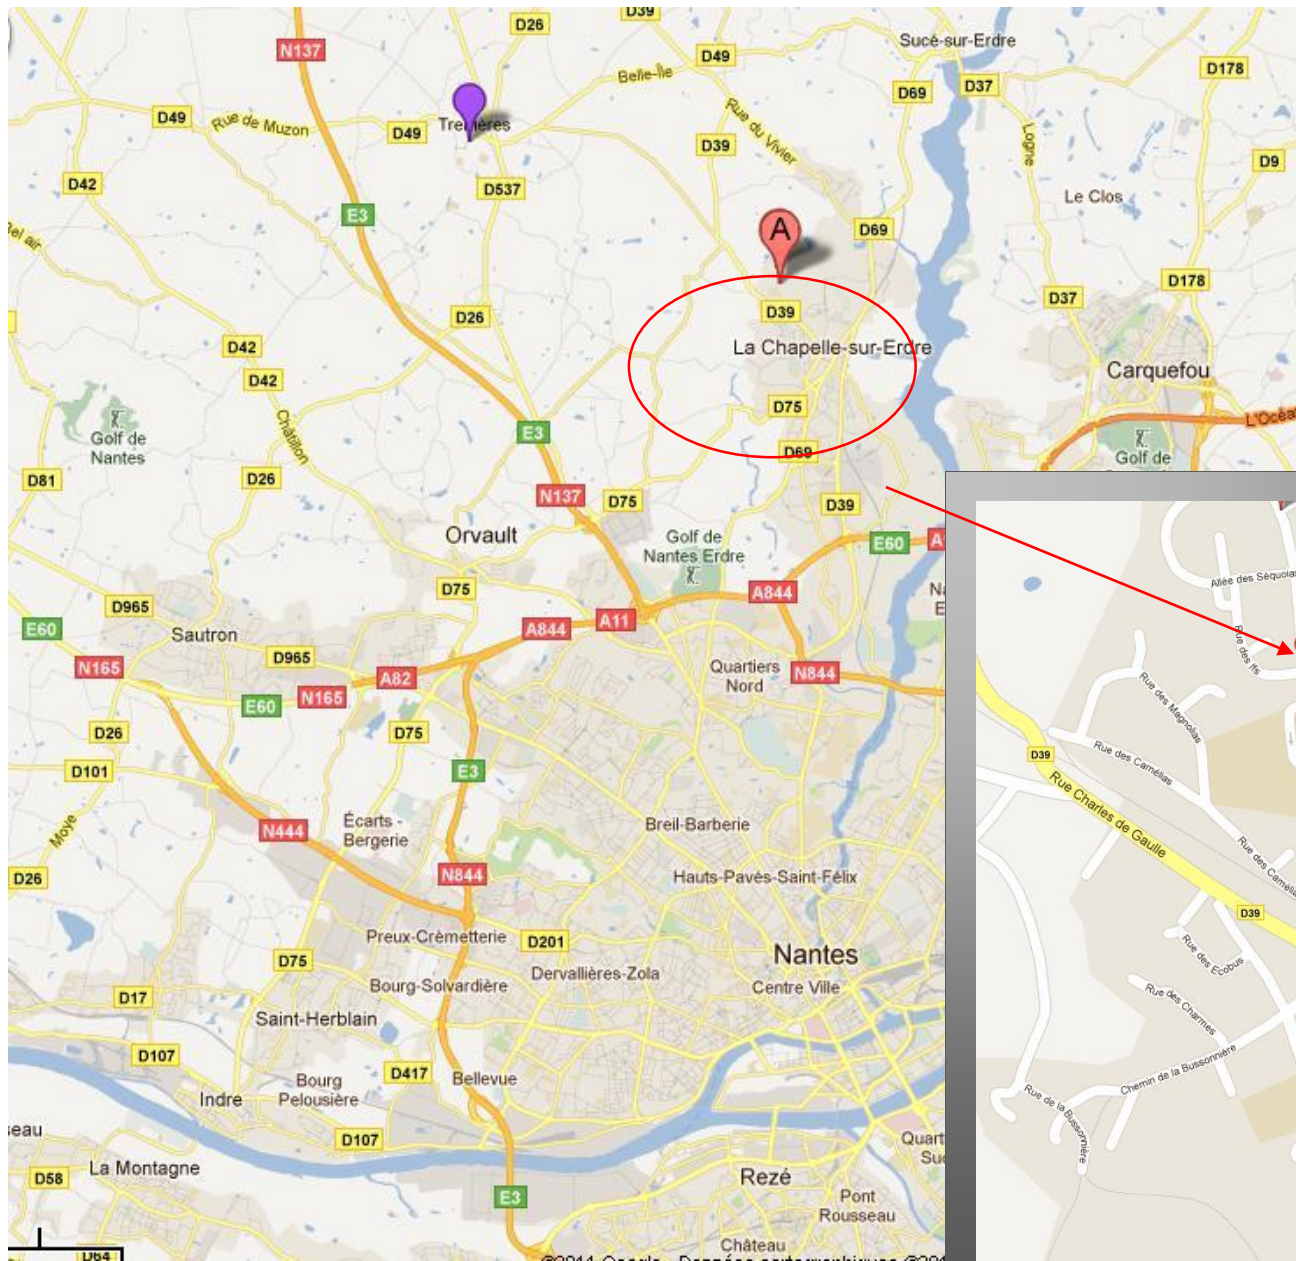 D39
D26
N137
Sucé-sur-Erdre
D49
Belle-Île
D178
D69
D37
D49
Rue de Muzon
D49
Treillières
Rue du Vivier
D39
Logne
D9
D42
D537
Le Clos
E3
A
D69
Bel air
D178
D37
D26
D39
D42
La Chapelle-sur-Erdre
D42
Carquefou
Châtillon
D75
L'Océa
Golf de
Nantes
E3
Golf de
D69
D81
D26
N137
D75
D39
Orvault
Golf de
Nantes Erdre
E60
D75
A844
D965
A11
A844
E60
Sautron
D965
Quartiers
Nord
N165
A82
N844
N165
E60
D26
D75
D101
E3
Moye
Écarts -
Bergerie
N444
Breil-Barberie
D26
N844
Hauts-Pavés-Saint-Félix
Preux-Crèmetterie
D201
Nantes
D75
Dervallières-Zola
Bourg-Solvardière
Centre Ville
D17
Saint-Herblain
D107
D417
Bellevue
Bourg
Pelousière
Indre
D107
Quart
Su
La Montagne
D58
Rezé
E3
Pont
Rousseau
Château
D64
Allée des Séquoias
Rue des Ifs
Rue des Magnolias
Rue des Camélias
D39
Rue Charles de Gaulle
Rue des Camélia
D39
Rue des Ecobus
Rue des Charmes
Chemin de la Bussonnière
Rue de la Bussonnière